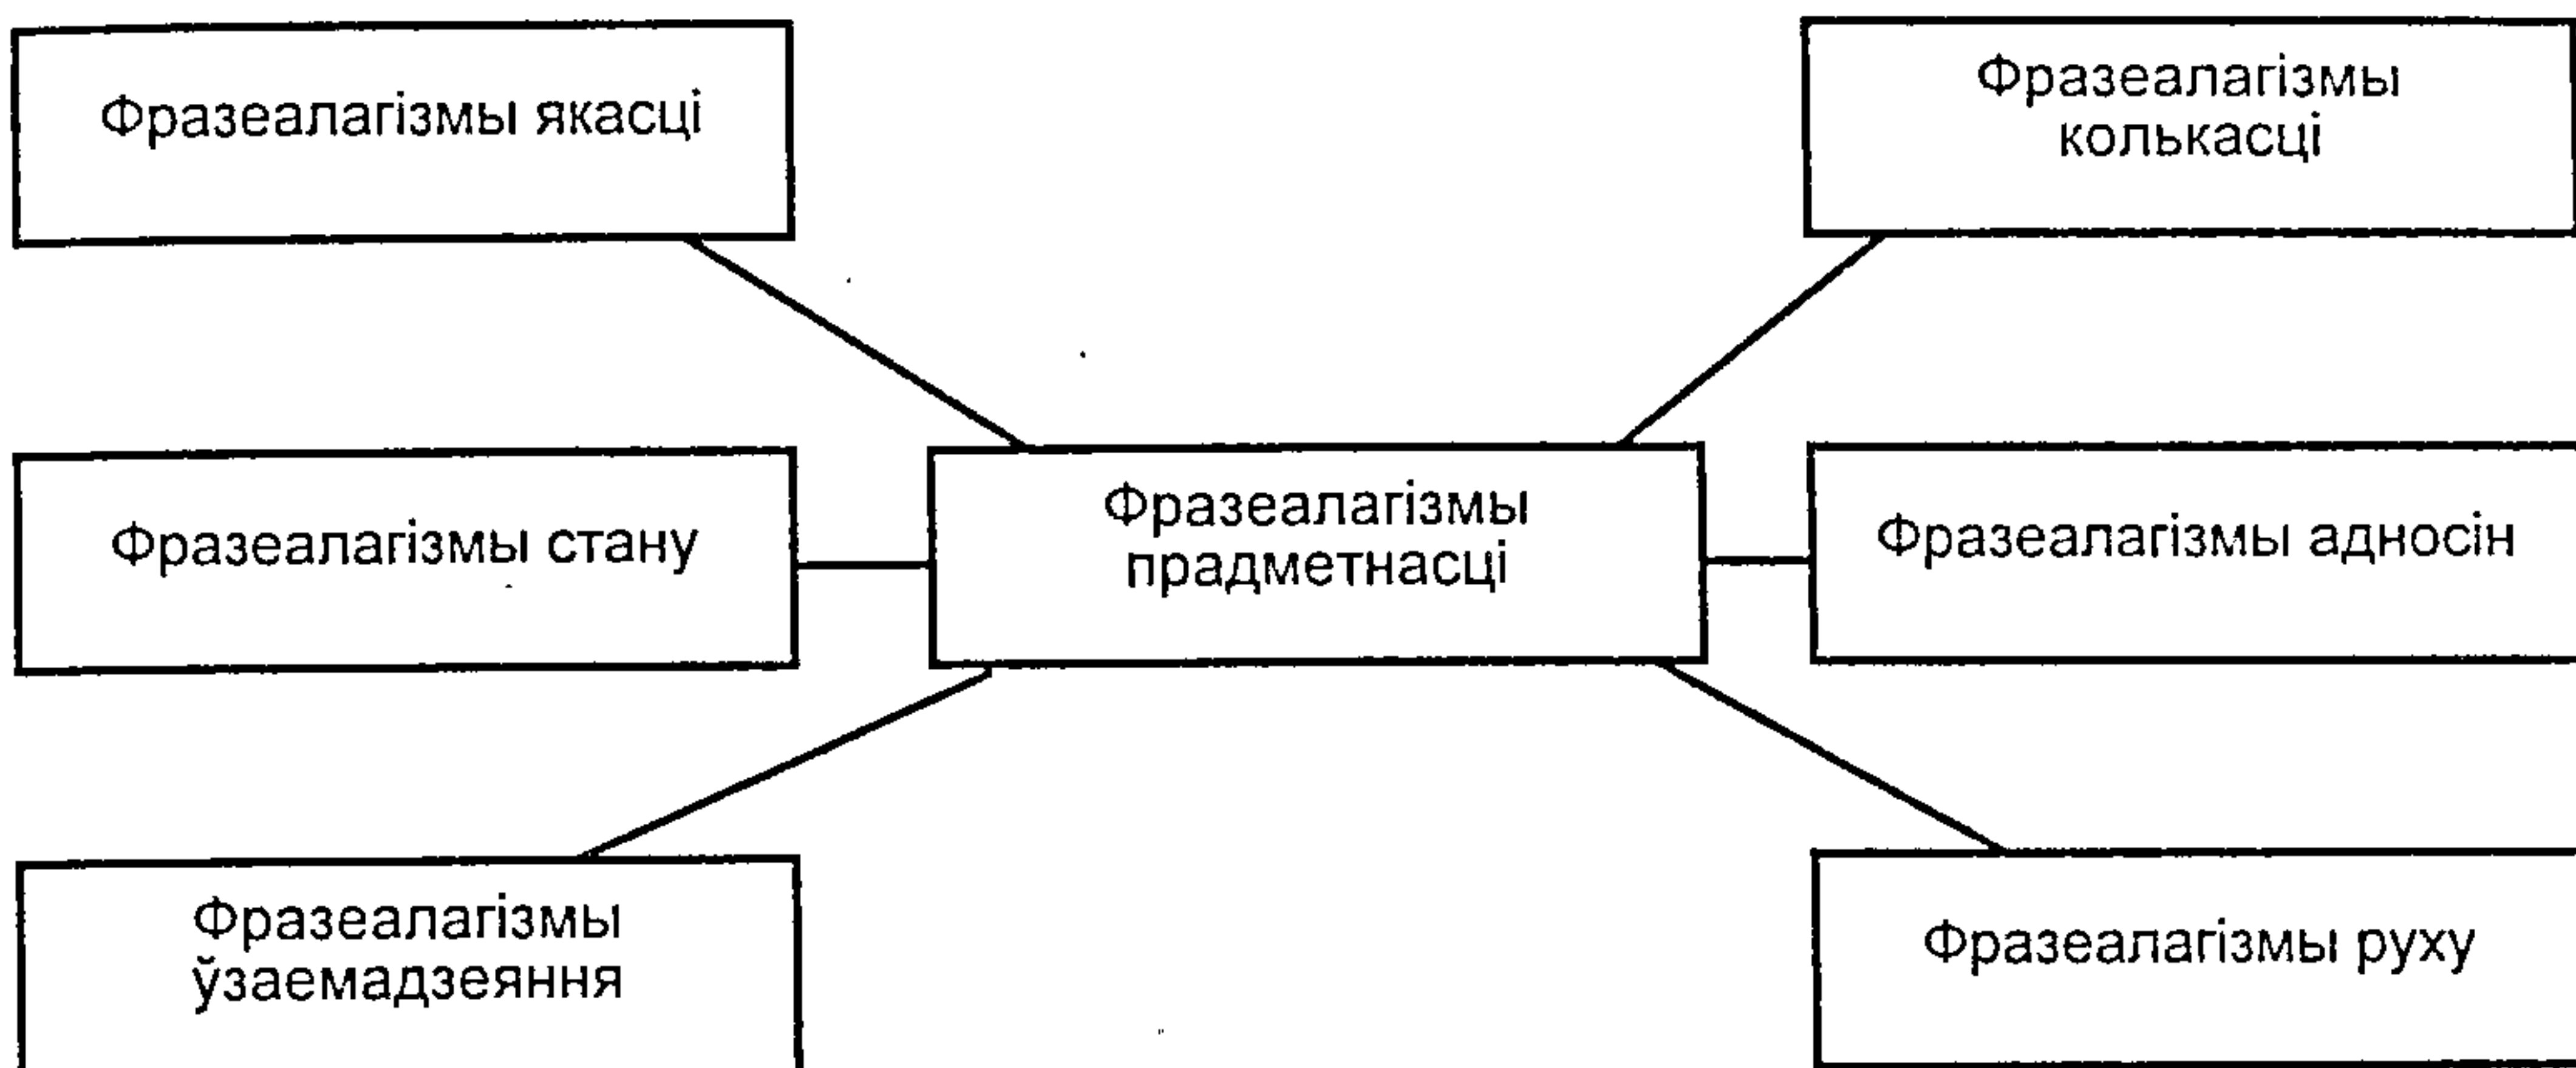 Фразеалагізмы якасці
Фразеалагізмы
колькасці
Фразеалагізмы стану
Фразеалагізмы
прадметнасці
Фразеалагізмы адносін
Фразеалагізмы
ўзаемадзеяння
Фразеалагізмы руху